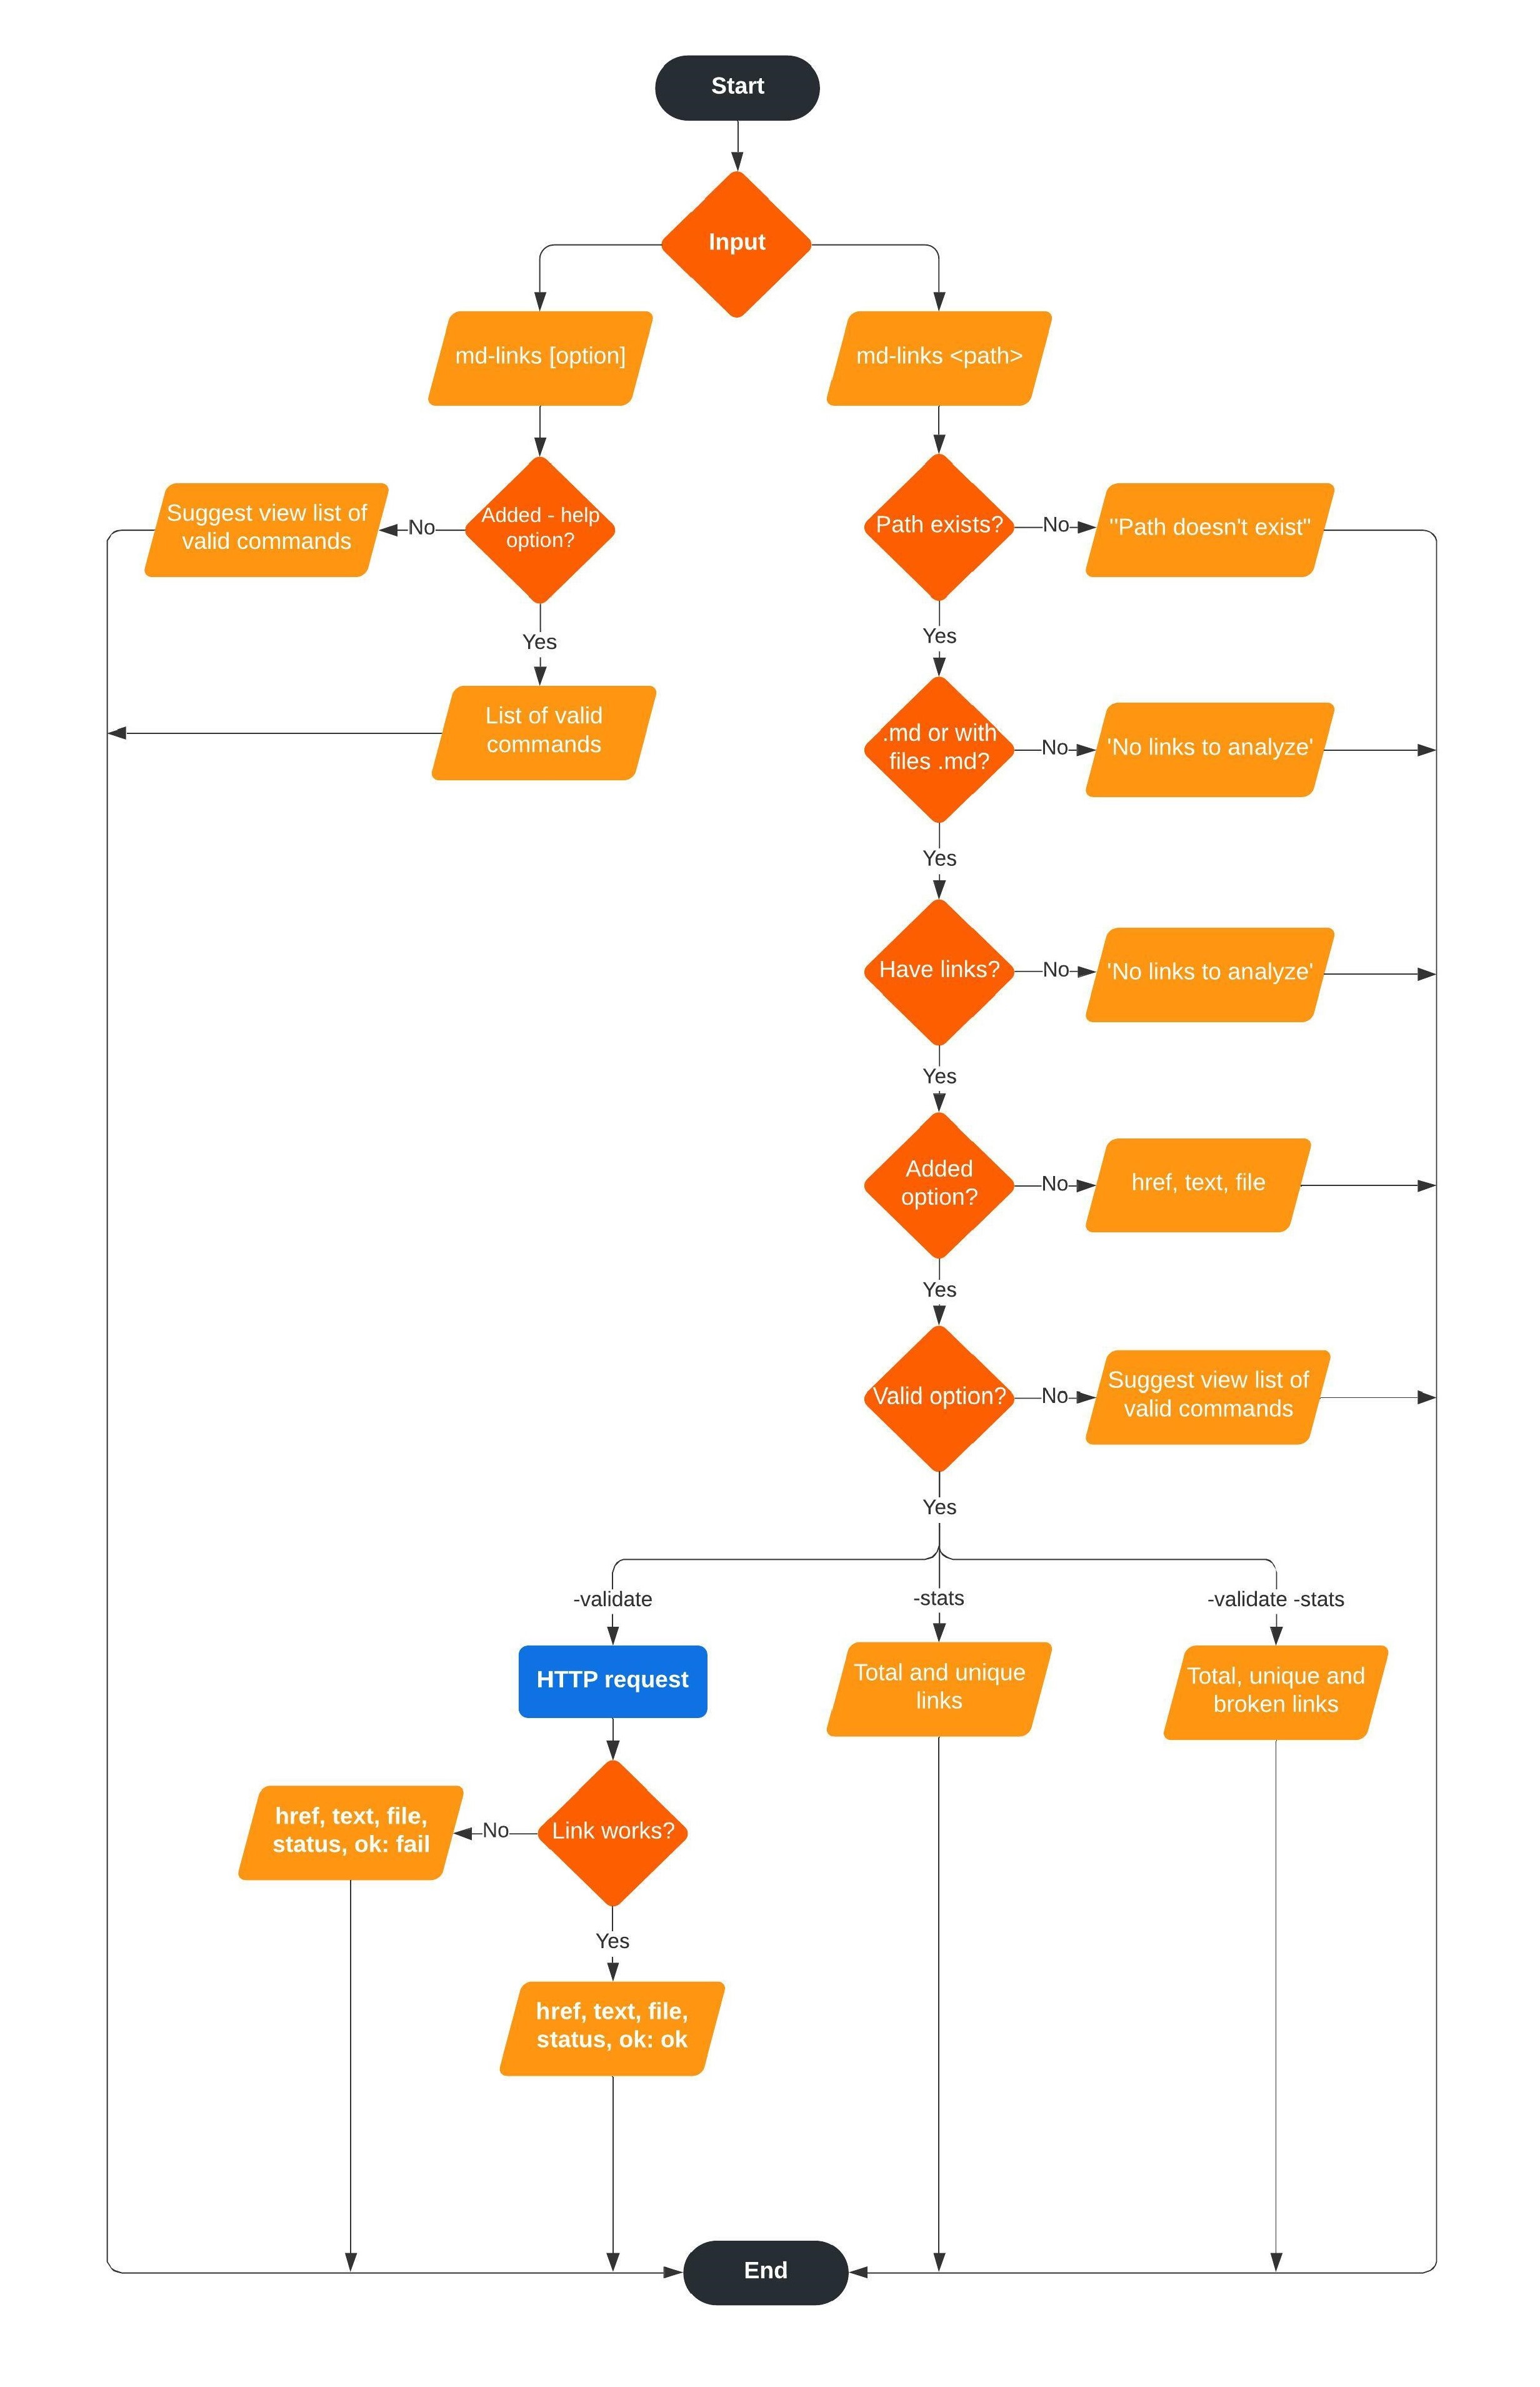 Start
Input
md-links [option]
md-links <path>
Suggest view list of
valid commands
No
Added - help
option?
Path exists?
No
"Path doesn't exist"
Yes
Yes
List of valid
commands
.md or with
files .md?
No
'No links to analyze'
Yes
Have links?
No
'No links to analyze'
Yes
Added
option?
No
href, text, file
Yes
Valid option?
No
Suggest view list of
valid commands
Yes
-validate
-stats
-validate -stats
HTTP request
Total and unique
links
Total, unique and
broken links
href, text, file,
status, ok: fail
No
Link works?
Yes
href, text, file,
status, ok: ok
End